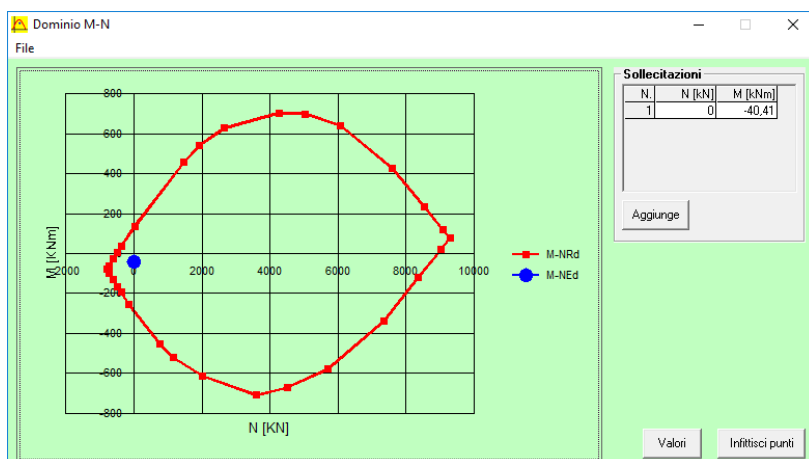 Dominio M-N
File
Sollecitazioni
N. N [kN] M [kNm]
1 0 -40,41
Aggiunge
800
600
400
200
-2000 0 2000 4000 6000 8000 10000
-200
-400
-600
-800
M [KNm]
N [KN]
M-NRd
M-NEd
Valori
Infittisci punti